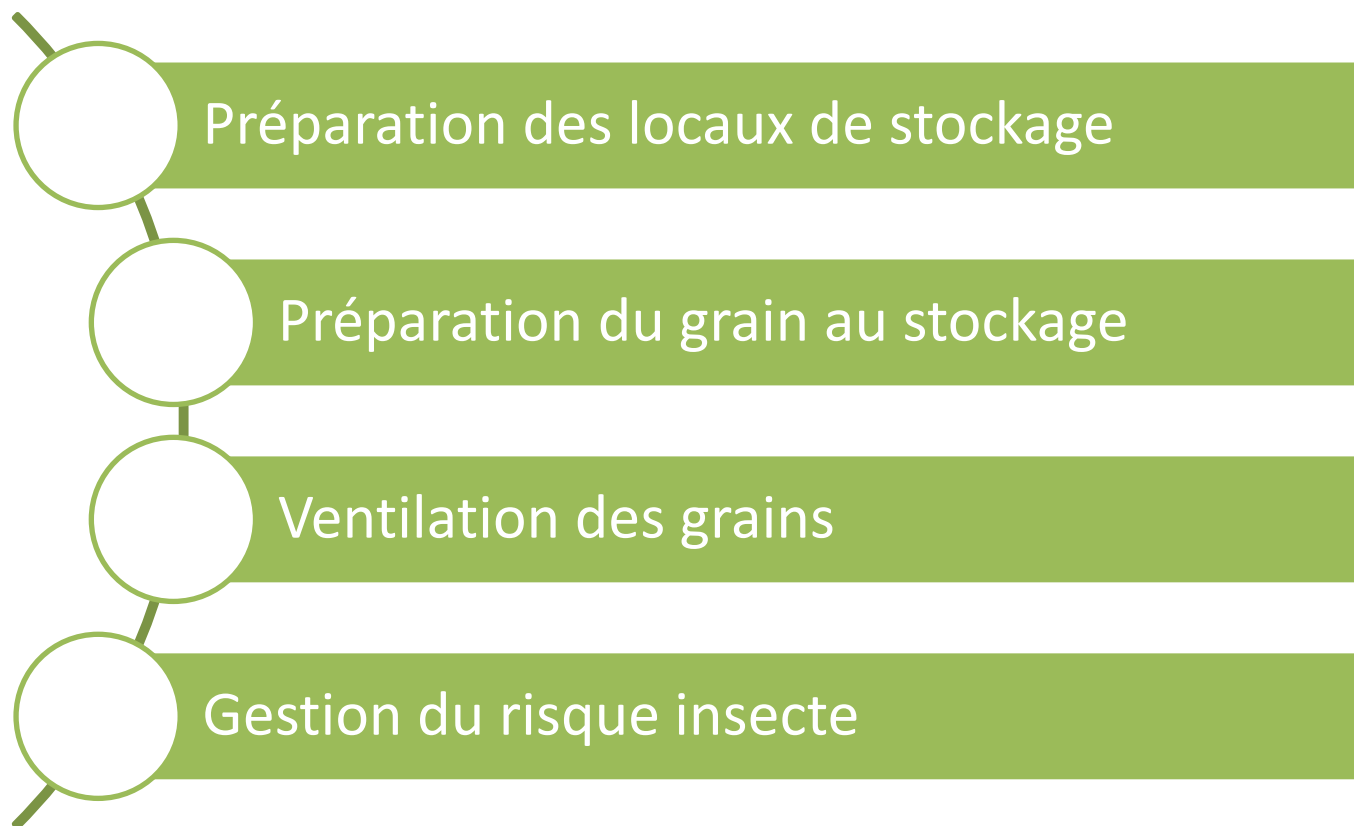 Préparation des locaux de stockage
Préparation du grain au stockage
Ventilation des grains
Gestion du risque insecte